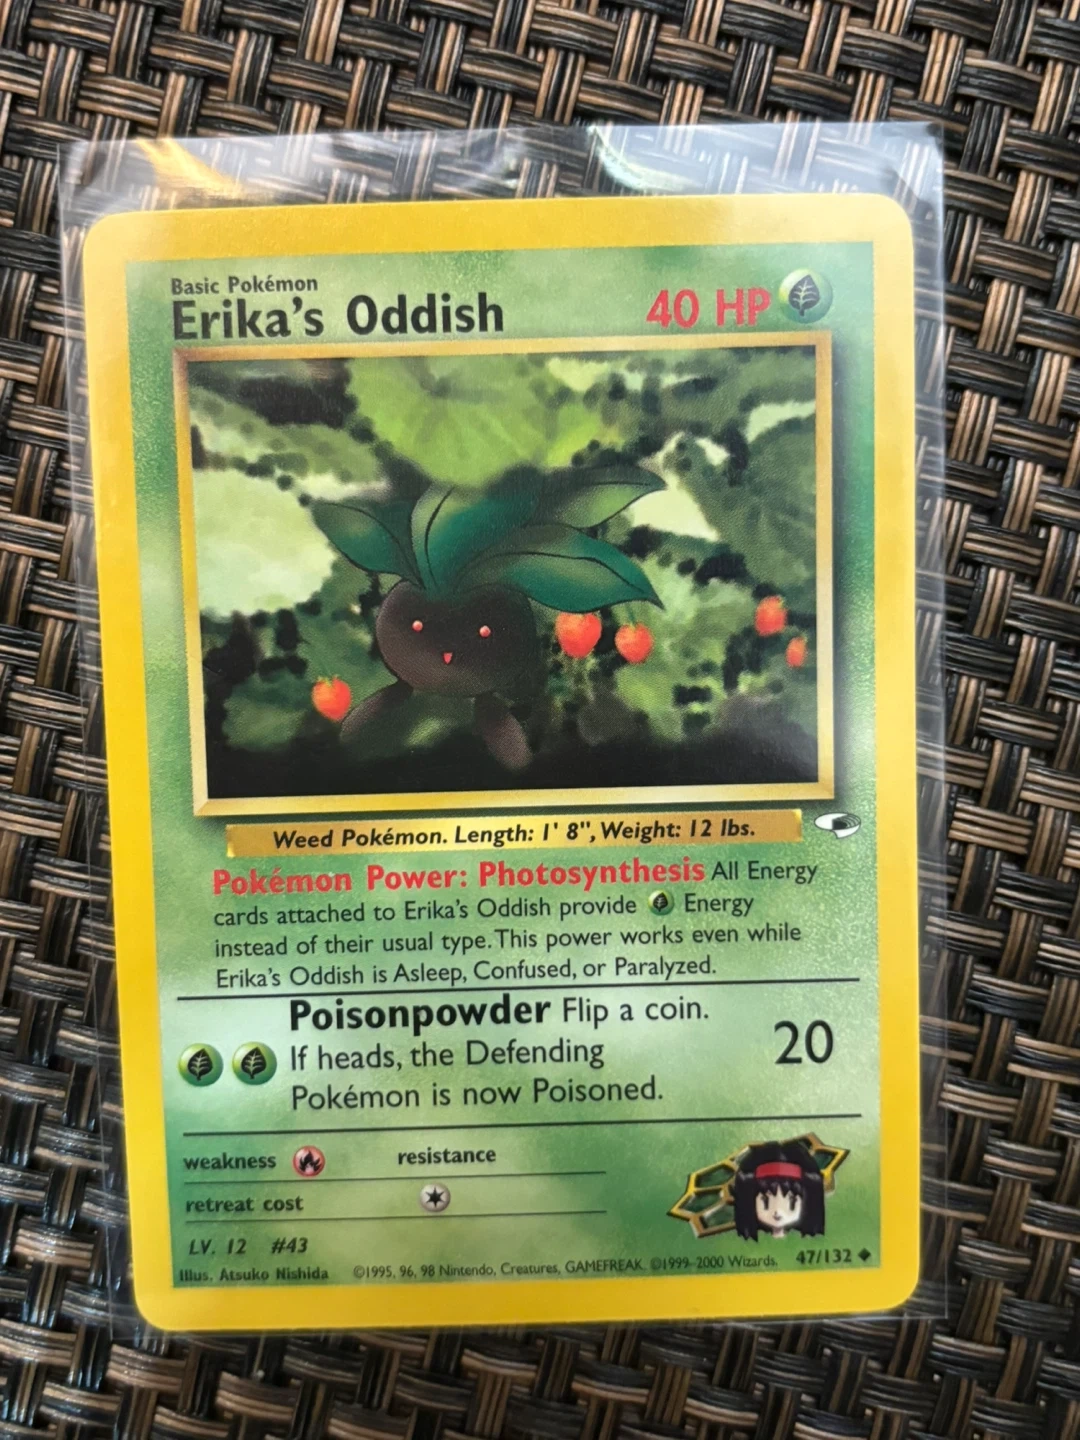 Basic Pokémon
Erika's Oddish 40 HP
Weed Pokémon. Length: 1' 8", Weight: 12 lbs.
Pokémon Power: Photosynthesis All Energy
cards attached to Erika's Oddish provide Energy
instead of their usual type. This power works even while
Erika's Oddish is Asleep, Confused, or Paralyzed.
Poisonpowder Flip a coin.
If heads, the Defending
Pokémon is now Poisoned.
20
weakness resistance
retreat cost
LV. 12 #43
Illus. Atsuko Nishida ©1995, 96, 98 Nintendo, Creatures, GAMEFREAK. ©1999-2000 Wizards. 47/132